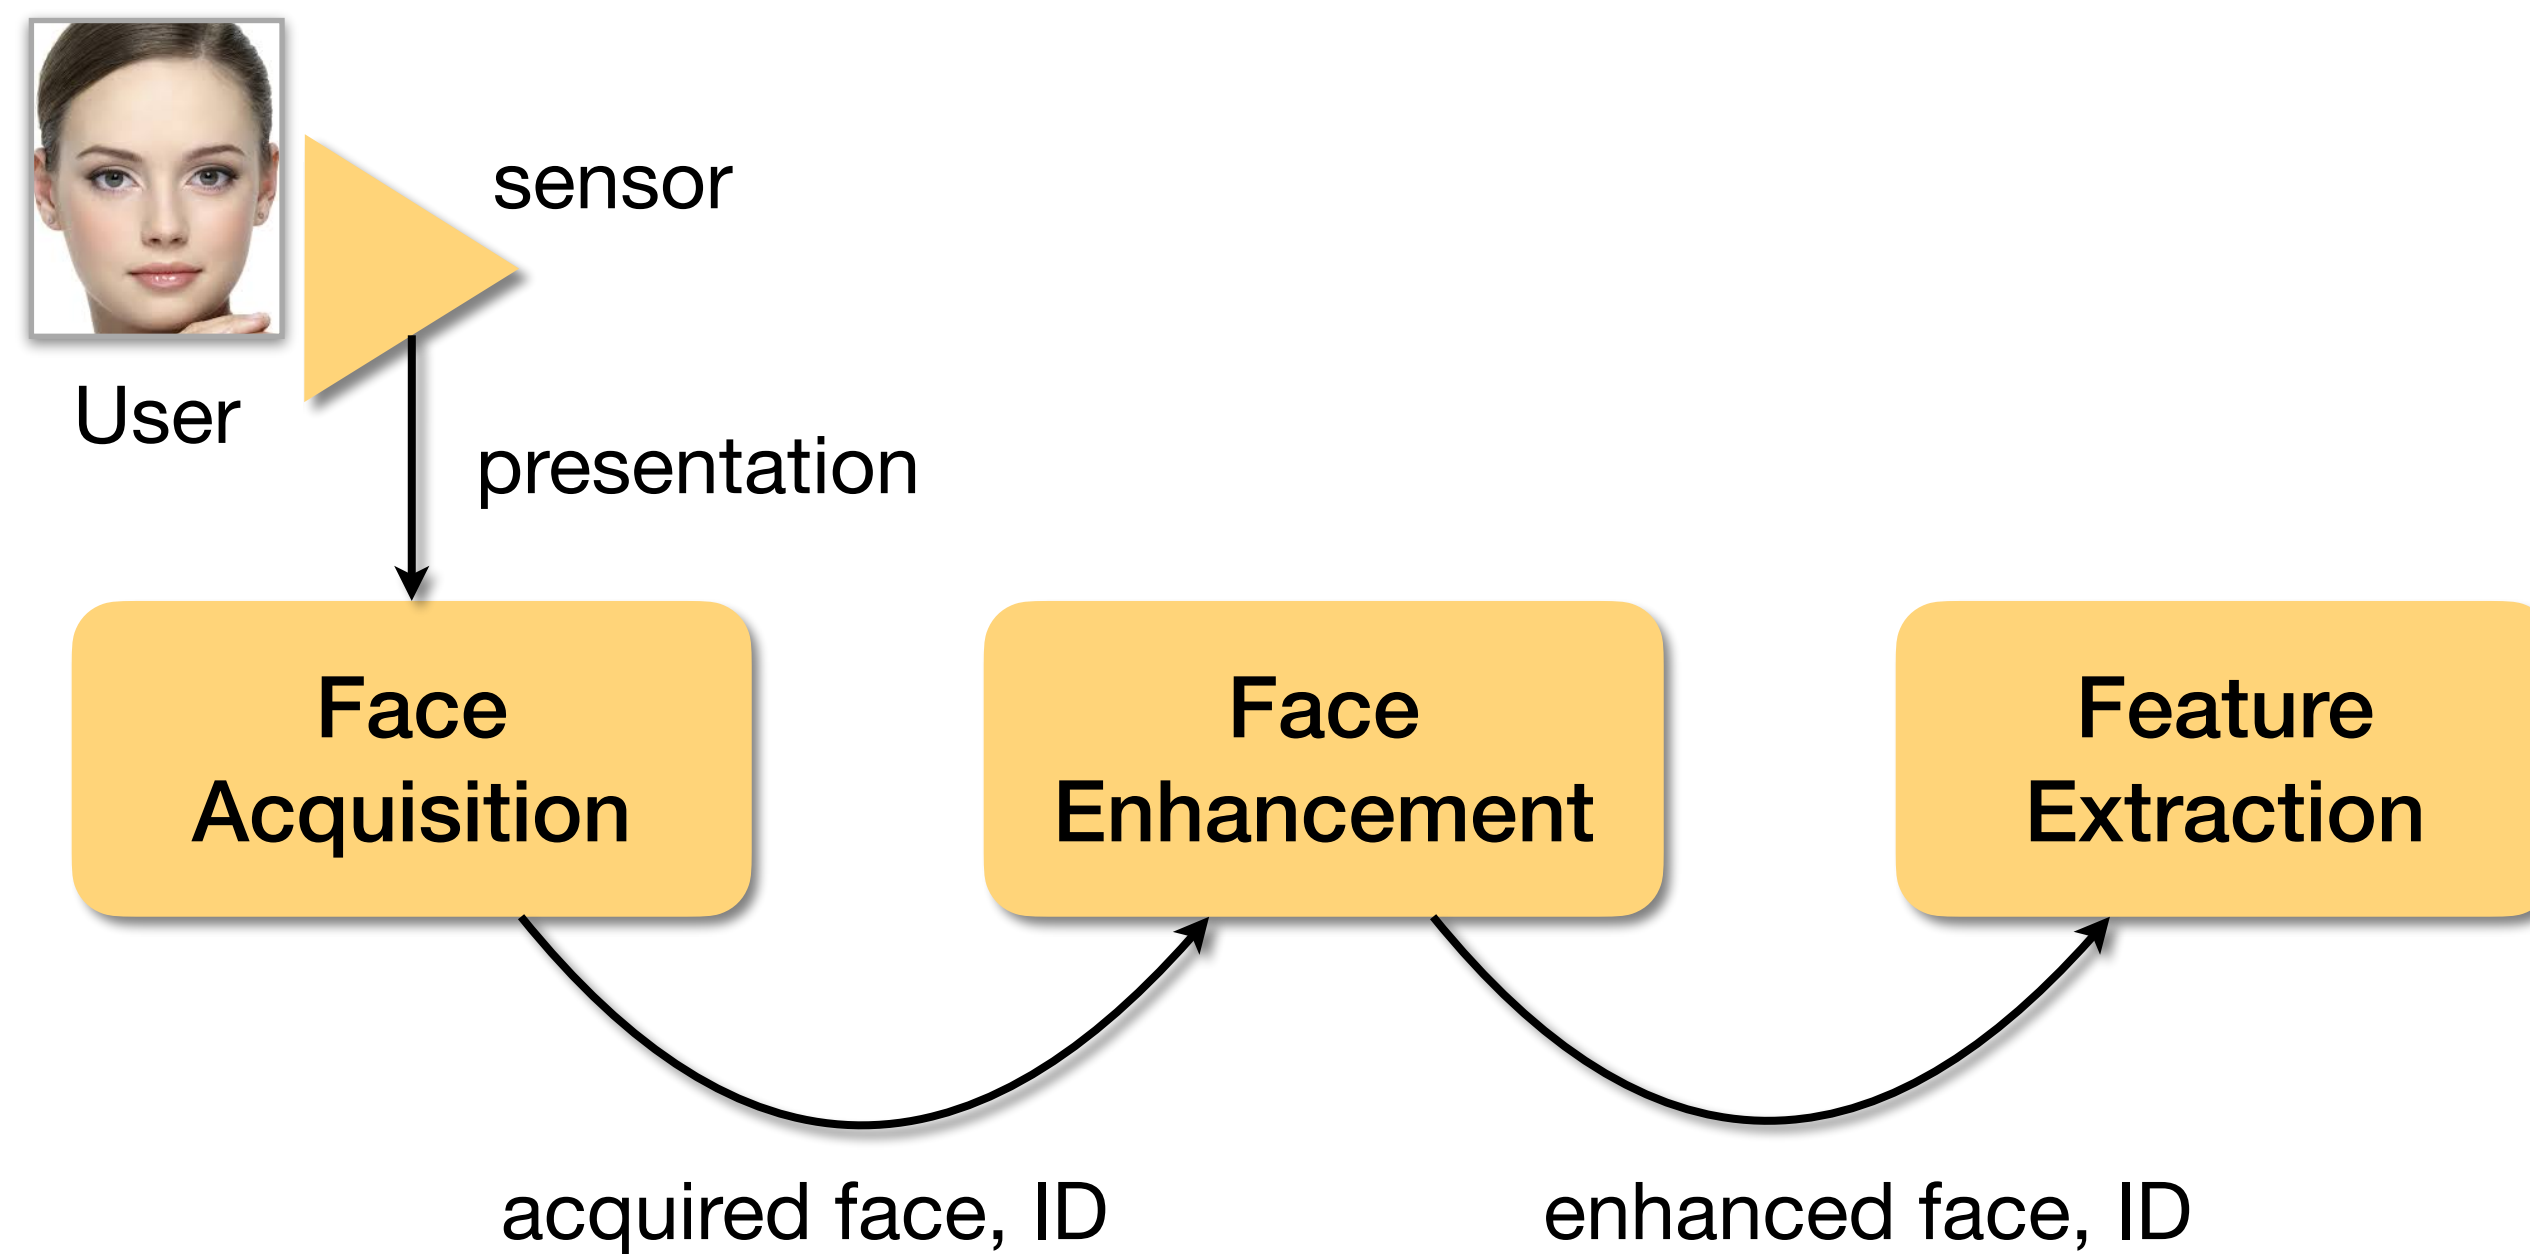 sensor
User
presentation
Face
Acquisition
Face
Enhancement
Feature
Extraction
acquired face, ID
enhanced face, ID